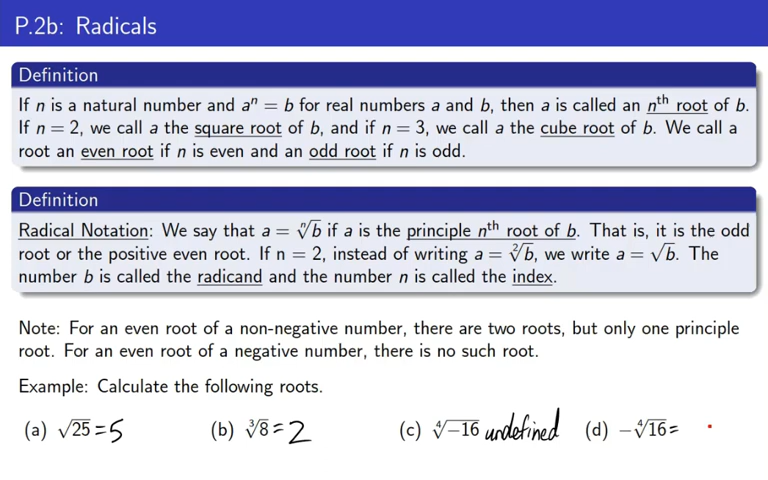 P.2b: Radicals
Definition
If n is a natural number and aⁿ = b for real numbers a and b, then a is called an nᵗʰ root of b.
If n = 2, we call a the square root of b, and if n = 3, we call a the cube root of b. We call a
root an even root if n is even and an odd root if n is odd.
Definition
Radical Notation: We say that a = ⁿ√b if a is the principle nᵗʰ root of b. That is, it is the odd
root or the positive even root. If n = 2, instead of writing a = ²√b, we write a = √b. The
number b is called the radicand and the number n is called the index.
Note: For an even root of a non-negative number, there are two roots, but only one principle
root. For an even root of a negative number, there is no such root.
Example: Calculate the following roots.
(a) √25 = 5 (b) ³√8 = 2 (c) ⁴√−16 undefined (d) −⁴√16 =